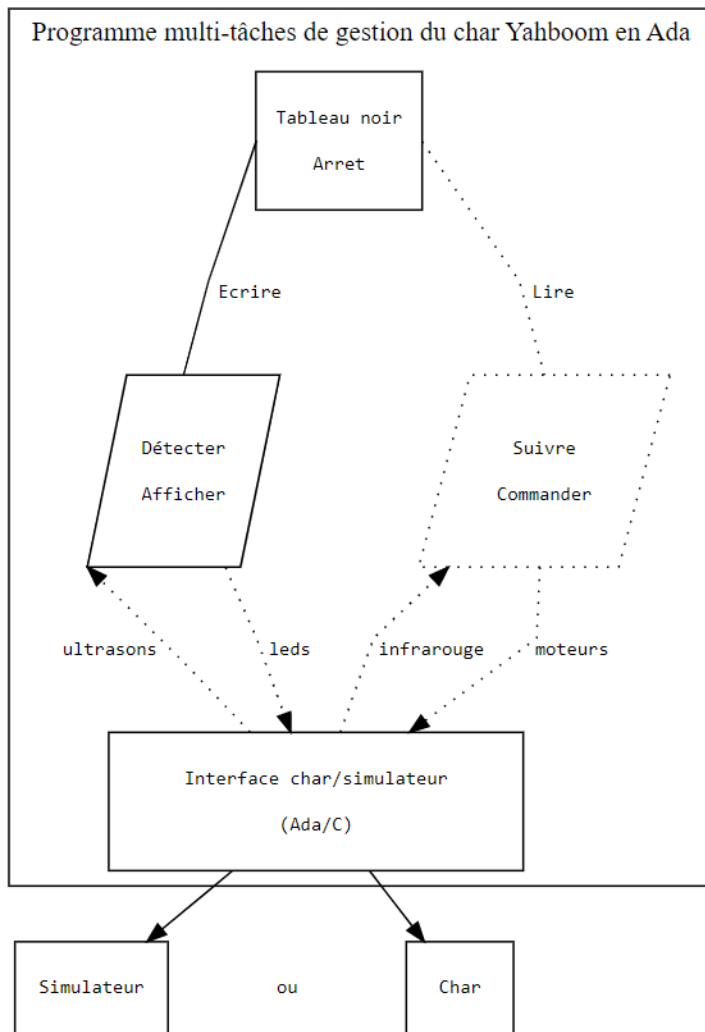 Programme multi-tâches de gestion du char Yahboom en Ada
Tableau noir
Arret
Ecrire
Lire
Détecter
Afficher
Suivre
Commander
ultrasons
leds
infrarouge
moteurs
Interface char/simulateur
(Ada/C)
Simulateur
ou
Char